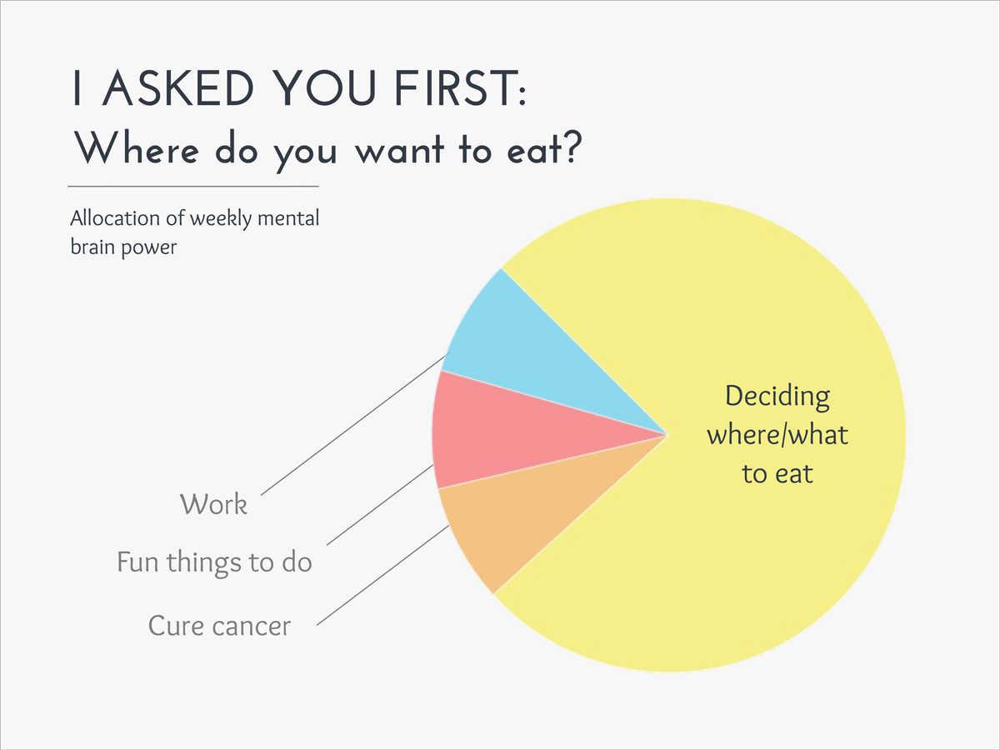 I ASKED YOU FIRST:
Where do you want to eat?
Allocation of weekly mental
brain power
Deciding
where/what
to eat
Work
Fun things to do
Cure cancer